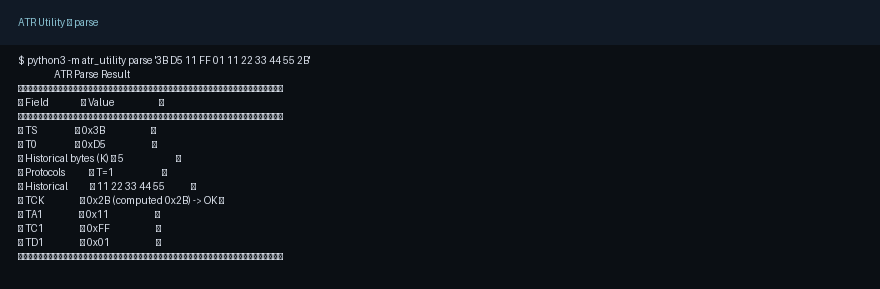 ATR Utility ▯ parse
$ python3 -m atr_utility parse '3B D5 11 FF 01 11 22 33 44 55 2B'
ATR Parse Result
Field Value
TS 0x3B
T0 0xD5
Historical bytes (K) 5
Protocols T=1
Historical 11 22 33 44 55
TCK 0x2B (computed 0x2B) -> OK
TA1 0x11
TC1 0xFF
TD1 0x01